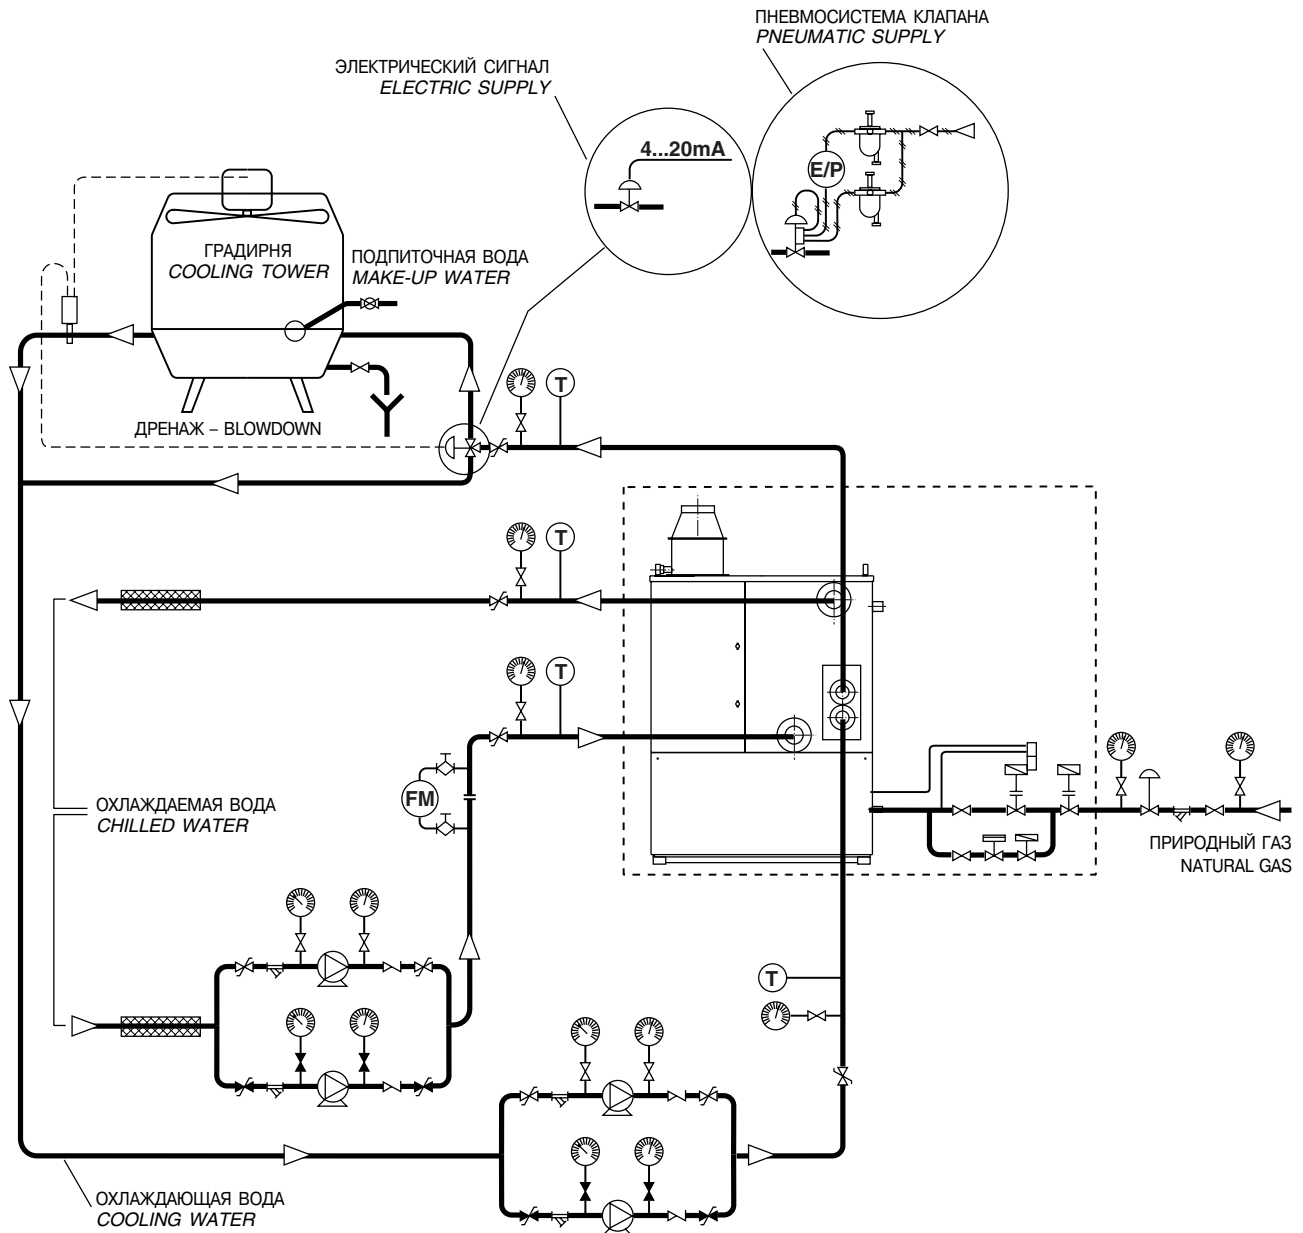 ПНЕВМОСИСТЕМА КЛАПАНА
PNEUMATIC SUPPLY
ЭЛЕКТРИЧЕСКИЙ СИГНАЛ
ELECTRIC SUPPLY
4...20mA
E/P
ГРАДИРНЯ
COOLING TOWER
ПОДПИТОЧНАЯ ВОДА
MAKE-UP WATER
T
ДРЕНАЖ – BLOWDOWN
T
T
FM
ОХЛАЖДАЕМАЯ ВОДА
CHILLED WATER
ПРИРОДНЫЙ ГАЗ
NATURAL GAS
T
ОХЛАЖДАЮЩАЯ ВОДА
COOLING WATER